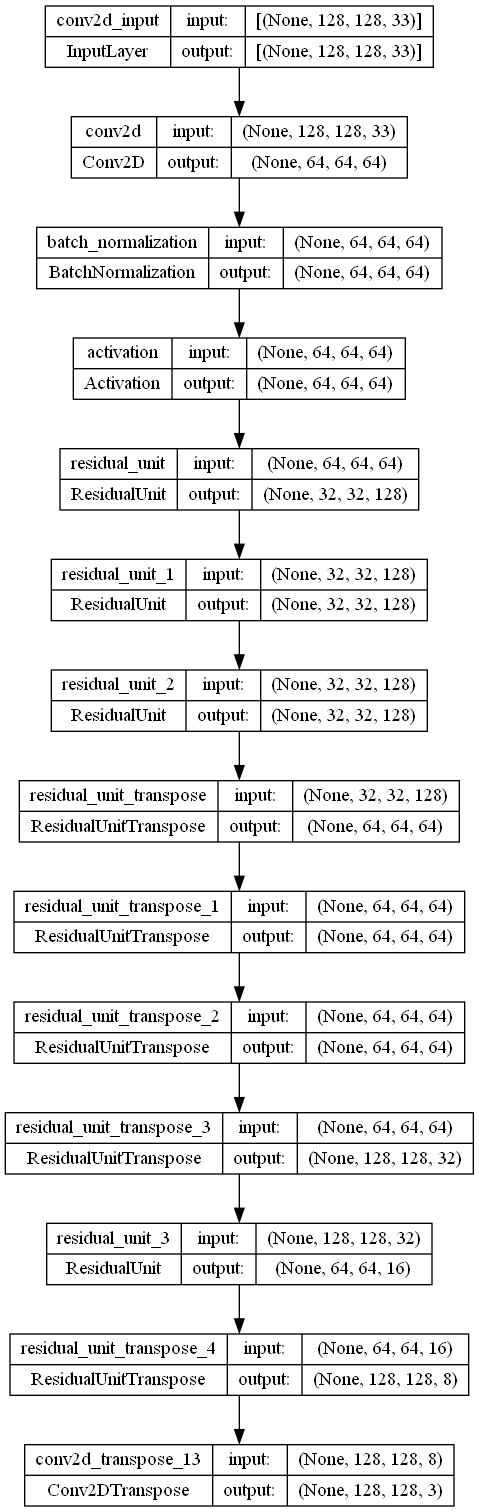 conv2d_input input: [(None, 128, 128, 33)]
InputLayer output: [(None, 128, 128, 33)]
conv2d input: (None, 128, 128, 33)
Conv2D output: (None, 64, 64, 64)
batch_normalization input: (None, 64, 64, 64)
BatchNormalization output: (None, 64, 64, 64)
activation input: (None, 64, 64, 64)
Activation output: (None, 64, 64, 64)
residual_unit input: (None, 64, 64, 64)
ResidualUnit output: (None, 32, 32, 128)
residual_unit_1 input: (None, 32, 32, 128)
ResidualUnit output: (None, 32, 32, 128)
residual_unit_2 input: (None, 32, 32, 128)
ResidualUnit output: (None, 32, 32, 128)
residual_unit_transpose input: (None, 32, 32, 128)
ResidualUnitTranspose output: (None, 64, 64, 64)
residual_unit_transpose_1 input: (None, 64, 64, 64)
ResidualUnitTranspose output: (None, 64, 64, 64)
residual_unit_transpose_2 input: (None, 64, 64, 64)
ResidualUnitTranspose output: (None, 64, 64, 64)
residual_unit_transpose_3 input: (None, 64, 64, 64)
ResidualUnitTranspose output: (None, 128, 128, 32)
residual_unit_3 input: (None, 128, 128, 32)
ResidualUnit output: (None, 64, 64, 16)
residual_unit_transpose_4 input: (None, 64, 64, 16)
ResidualUnitTranspose output: (None, 128, 128, 8)
conv2d_transpose_13 input: (None, 128, 128, 8)
Conv2DTranspose output: (None, 128, 128, 3)